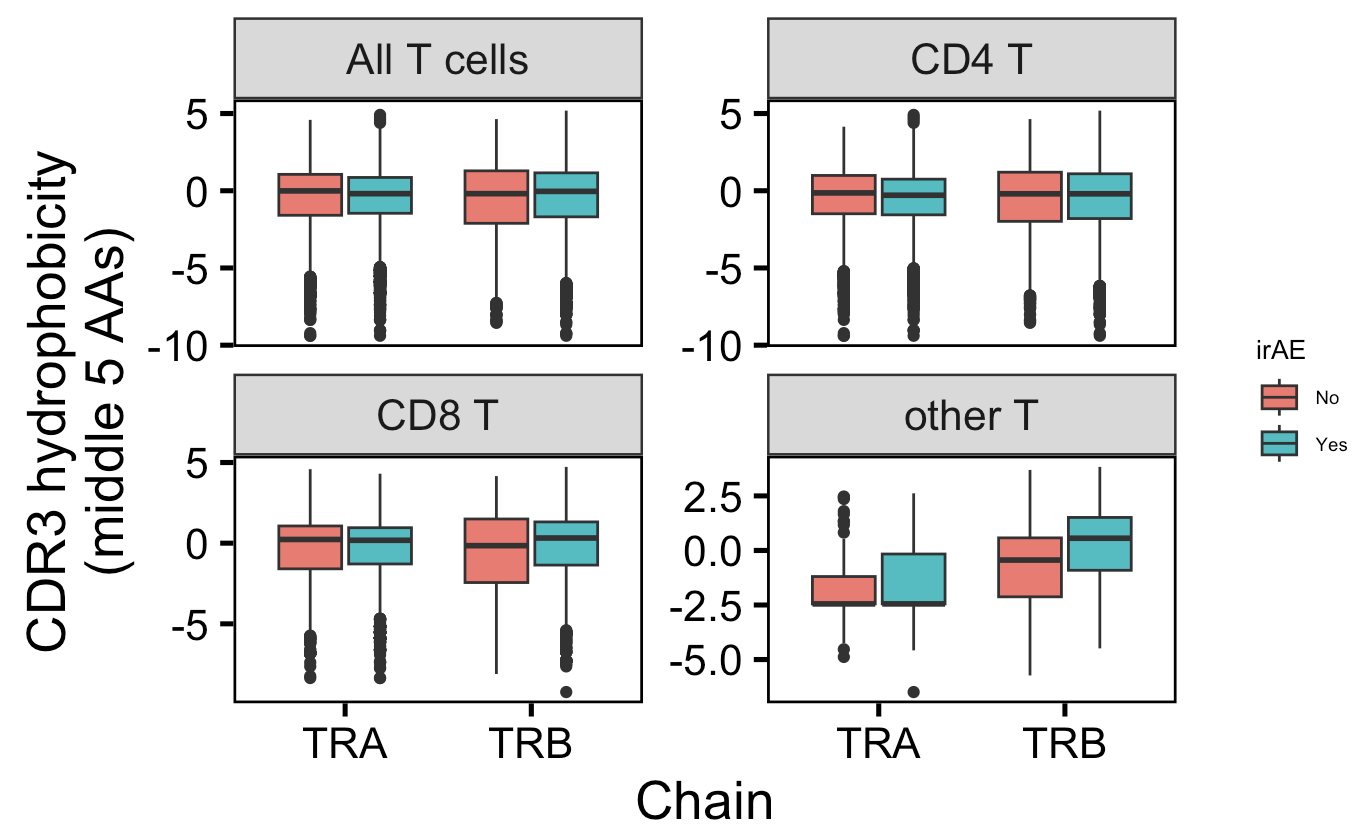 CDR3 hydrophobicity
(middle 5 AAs)
All T cells
5
0
-5
-10
CD4 T
5
0
-5
-10
CD8 T
5
0
-5
TRA
TRB
other T
2.5
0.0
-2.5
-5.0
TRA
TRB
Chain
irAE
No
Yes